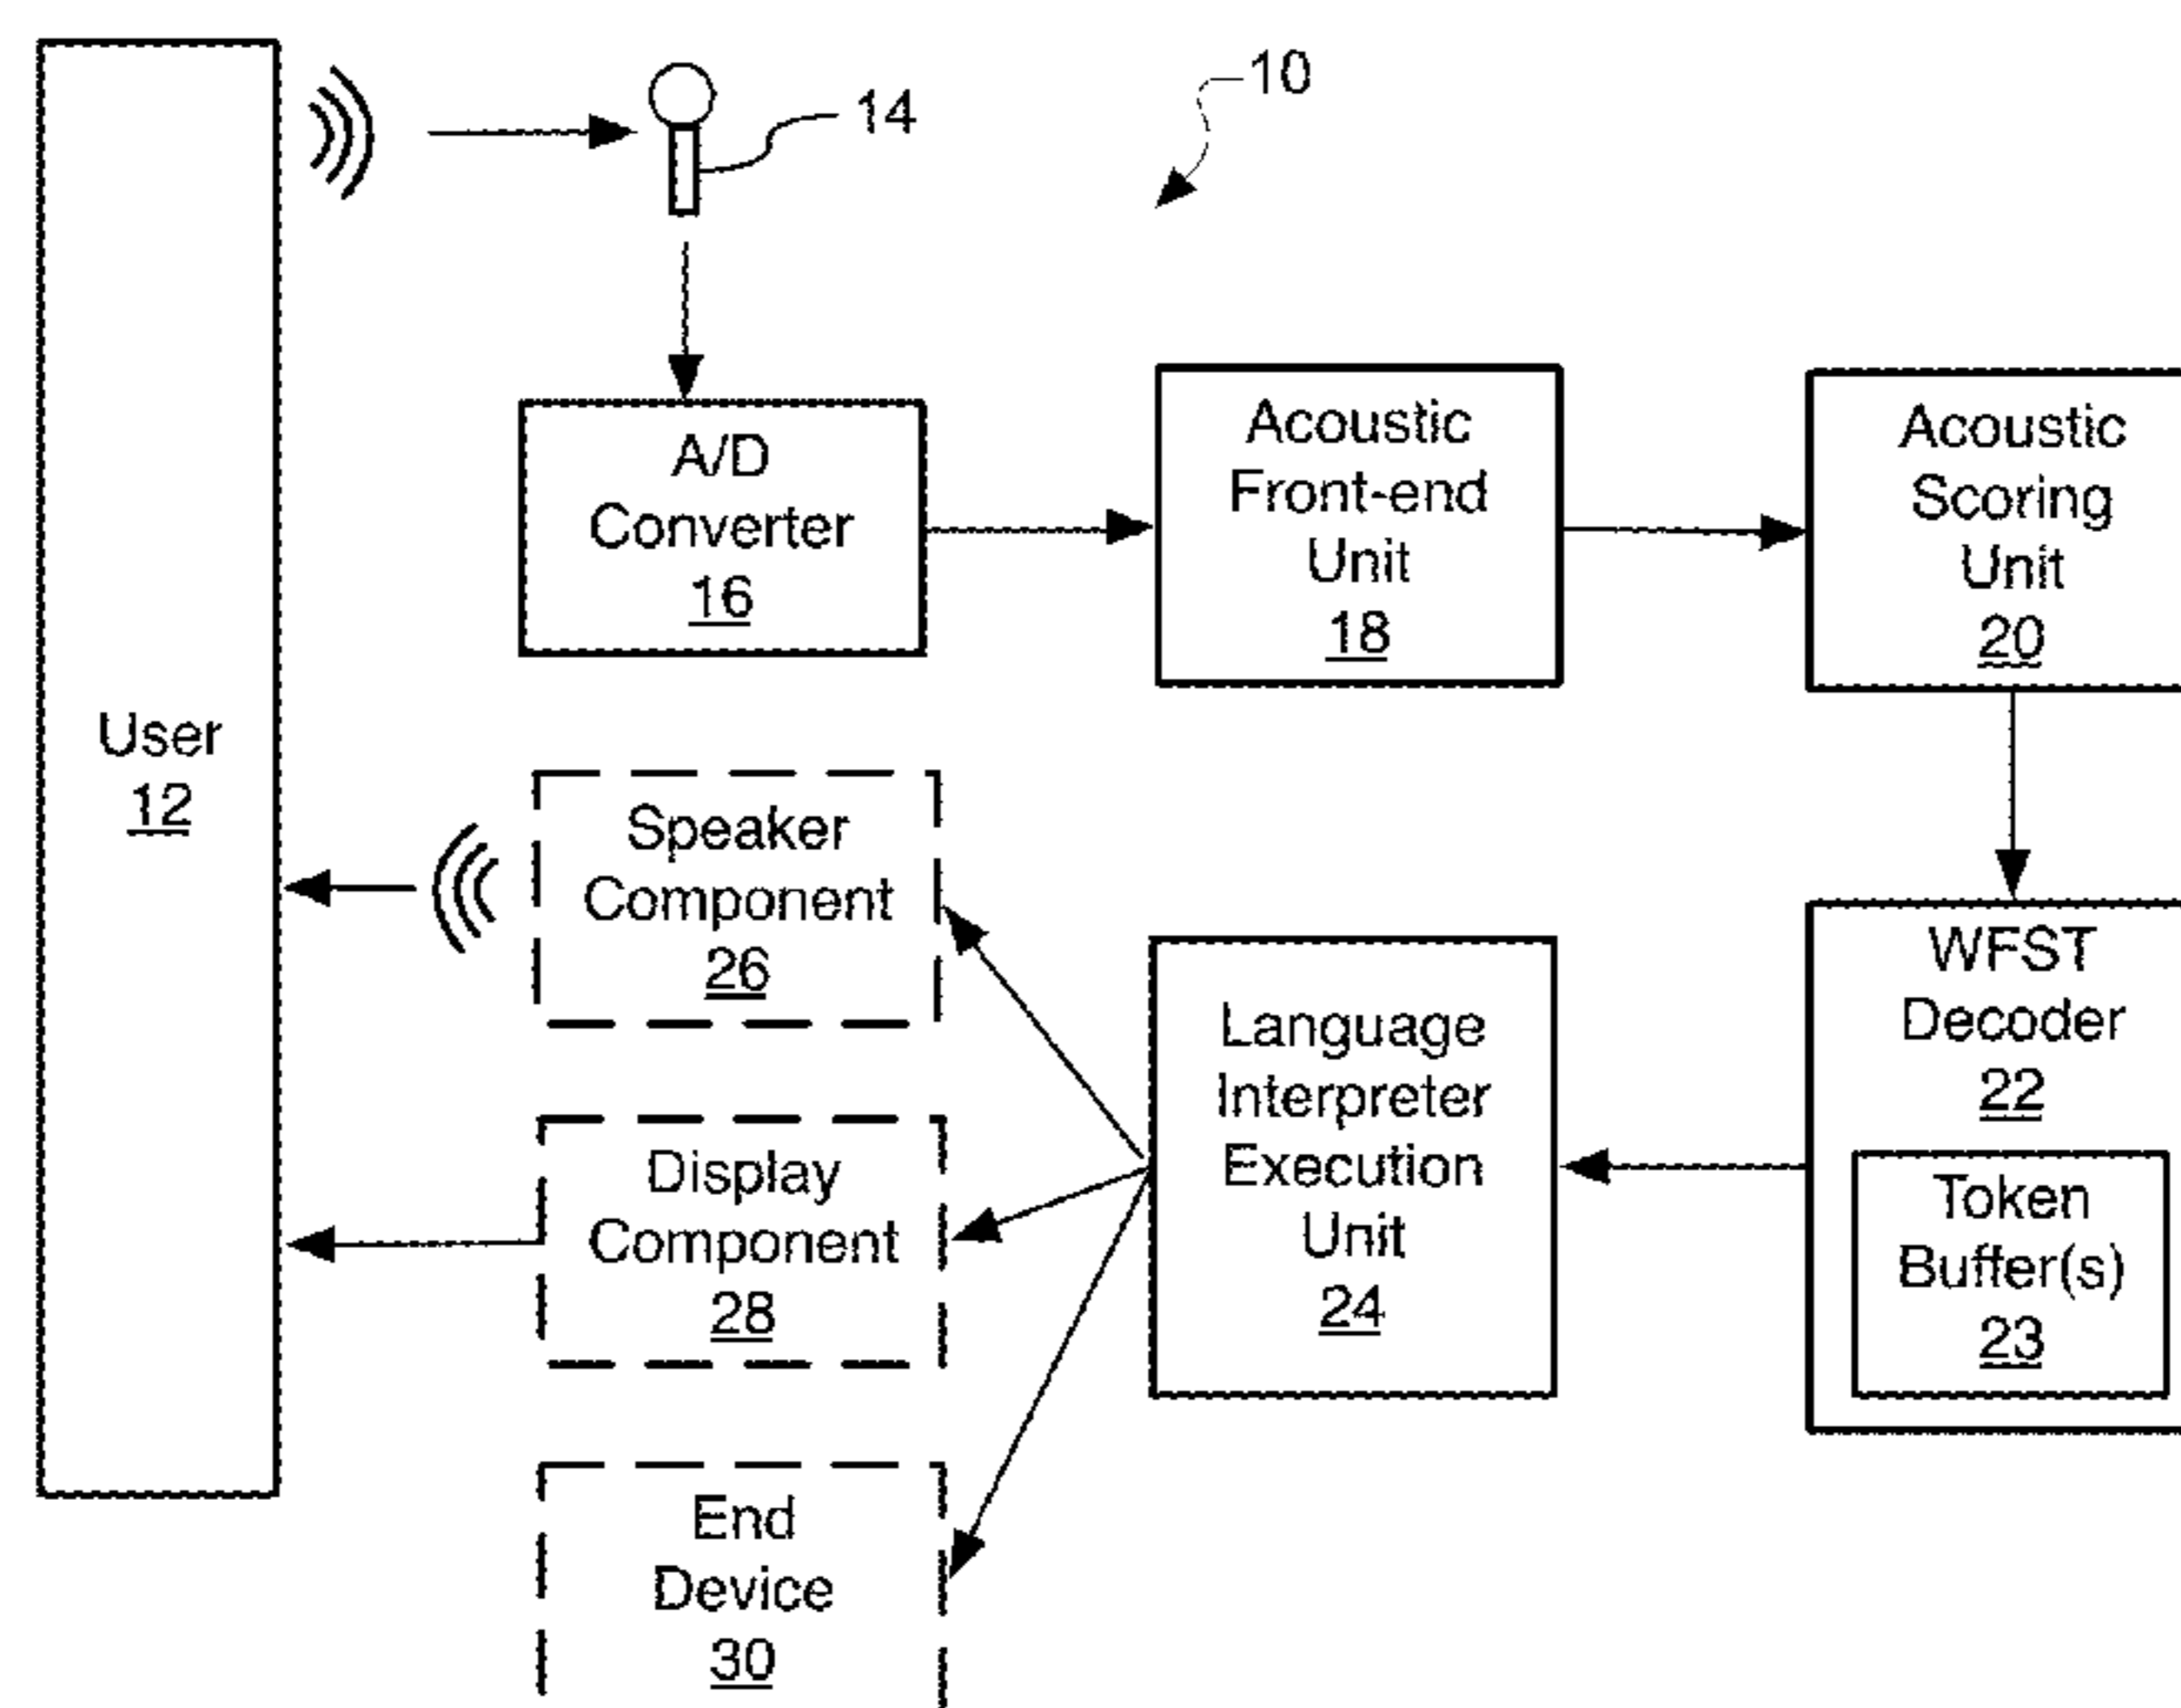 10
14
A/D
Converter
16
Acoustic
Front-end
Unit
18
Acoustic
Scoring
Unit
20
User
12
Speaker
Component
26
Language
Interpreter
Execution
Unit
24
WFST
Decoder
22
Token
Buffer(s)
23
Display
Component
28
End
Device
30